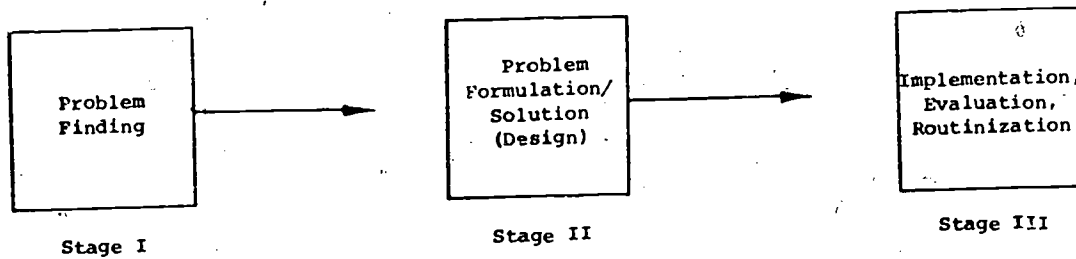 Problem
Finding
Stage I
Problem
Formulation/
Solution
(Design)
Stage II
Implementation,
Evaluation,
Routinization
Stage III